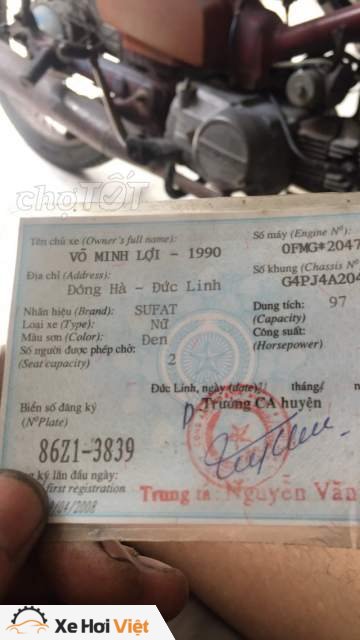 chợTỐT
Tên chủ xe (Owner's full name):
VÕ MINH LỢI - 1990
Số máy (Engine N°)
0FMG*2047
Địa chỉ (Address):
Đông Hà - Đức Linh
Số khung (Chassis N°
G4PJ4A204
Nhãn hiệu (Brand): SUFAT
Dung tích: 97
(Capacity)
Loại xe (Type): Nữ
Công suất:
(Horsepower)
Màu sơn (Color): Đen
Số người được phép chở: 2
(Seat capacity)
Đức Linh, ngày (date) tháng
Trưởng CA huyện
Biển số đăng ký
(N°Plate)
86Z1-3839
ký lần đầu ngày:
first registration
/04/2008
Trung tá: Nguyễn Văn
Xe Hơi Việt